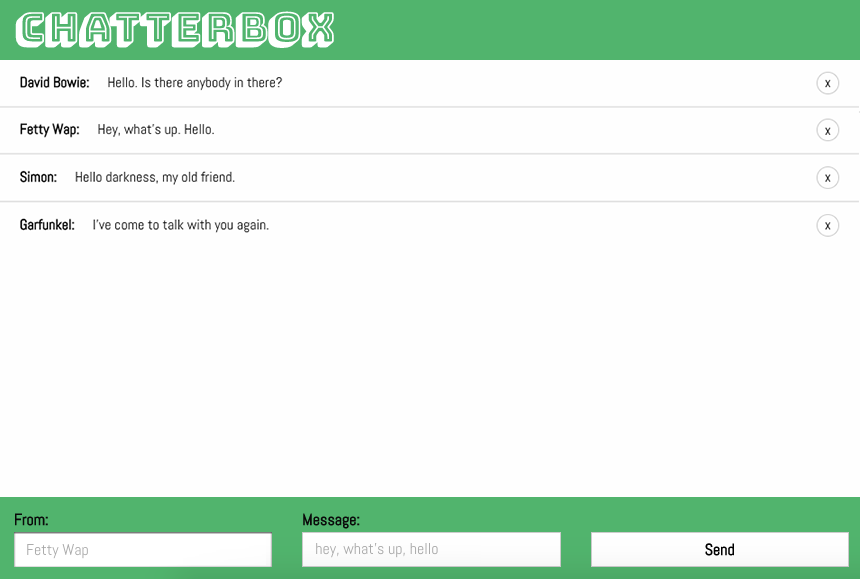 CHATTERBOX
David Bowie: Hello. Is there anybody in there? x
Fetty Wap: Hey, what's up. Hello. x
Simon: Hello darkness, my old friend. x
Garfunkel: I've come to talk with you again. x
From: Message:
Fetty Wap hey, what's up, hello Send